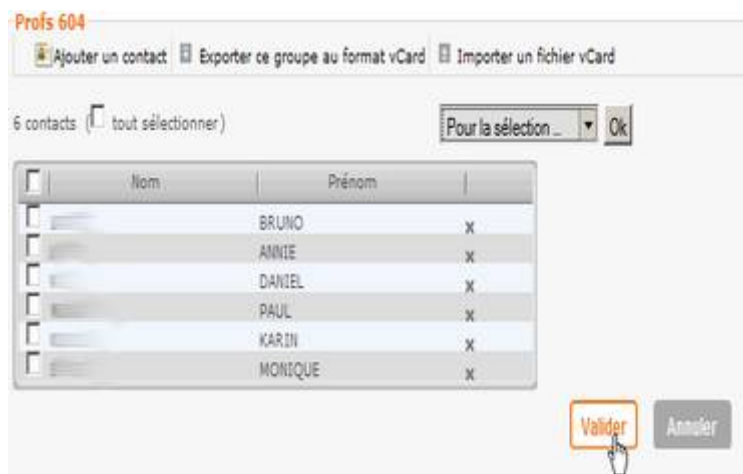 Profs 604
Ajouter un contact Exporter ce groupe au format vCard Importer un fichier vCard
6 contacts ( tout sélectionner) Pour la sélection ... Ok
Nom Prénom
BRUNO x
ANNIE x
DANIEL x
PAUL x
KARIN x
MONIQUE x
Valider Annuler